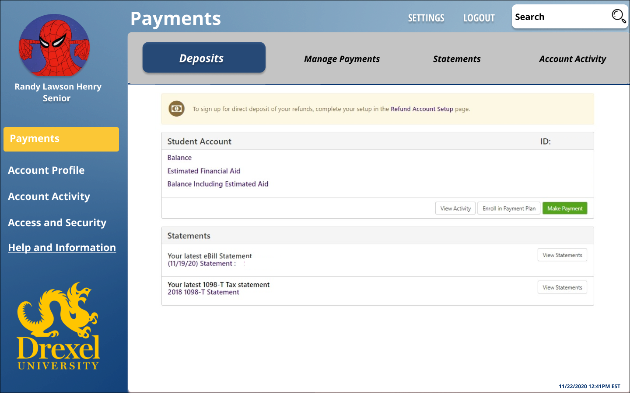 Payments
SETTINGS
LOGOUT
Search
Randy Lawson Henry
Senior
Payments
Account Profile
Account Activity
Access and Security
Help and Information
Drexel
UNIVERSITY
Deposits
Manage Payments
Statements
Account Activity
To sign up for direct deposit of your refunds, complete your setup in the Refund Account Setup page.
Student Account
ID:
Balance
Estimated Financial Aid
Balance Including Estimated Aid
View Activity
Enroll in Payment Plan
Make Payment
Statements
Your latest eBill Statement
(11/19/20) Statement :
View Statements
Your latest 1098-T Tax statement
2018 1098-T Statement
View Statements
11/22/2020 12:41PM EST